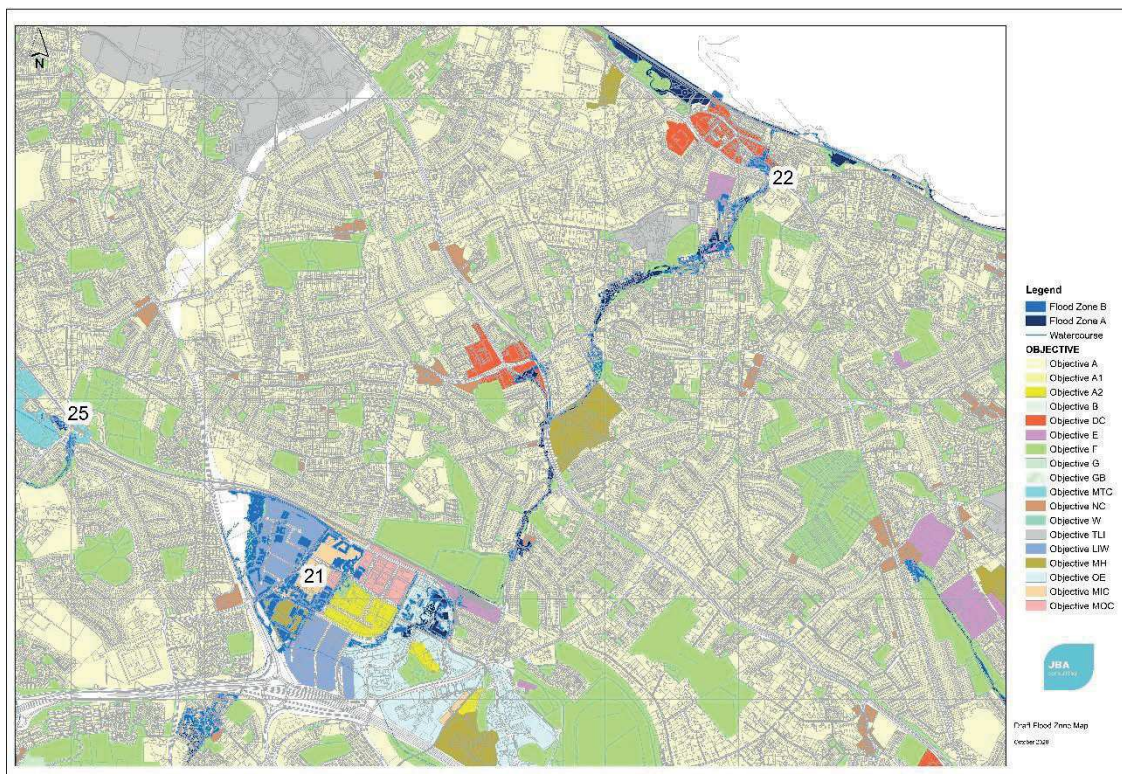 N
22
25
21
Legend
Flood Zone B
Flood Zone A
Watercourse
OBJECTIVE
Objective A
Objective A1
Objective A2
Objective B
Objective DC
Objective E
Objective F
Objective G
Objective GB
Objective MTC
Objective NC
Objective W
Objective TLI
Objective LIW
Objective MH
Objective OE
Objective MIC
Objective MOC
JBA
consulting
Draft Flood Zone Map
October 2020